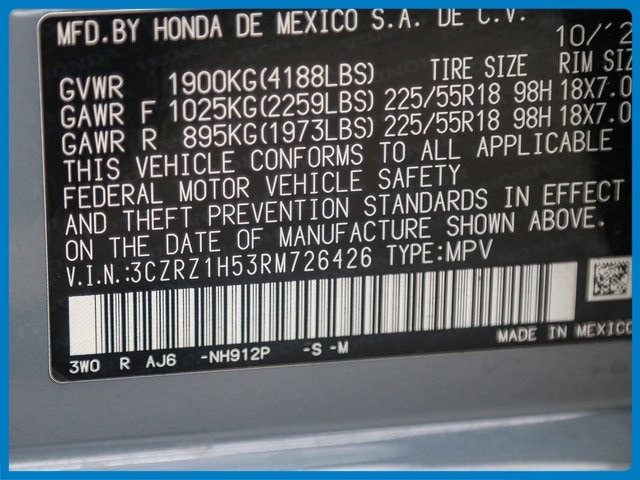 MFD.BY HONDA DE MEXICO S.A. DE C.V.
10/'2
GVWR 1900KG(4188LBS) TIRE SIZE RIM SIZ
GAWR F 1025KG(2259LBS) 225/55R18 98H 18X7.0
GAWR R 895KG(1973LBS) 225/55R18 98H 18X7.0
THIS VEHICLE CONFORMS TO ALL APPLICABLE
FEDERAL MOTOR VEHICLE SAFETY
AND THEFT PREVENTION STANDARDS IN EFFECT
ON THE DATE OF MANUFACTURE SHOWN ABOVE.
V.I.N.:3CZRZ1H53RM726426 TYPE:MPV
MADE IN MEXICO
3W0 R AJ6 -NH912P -S -M